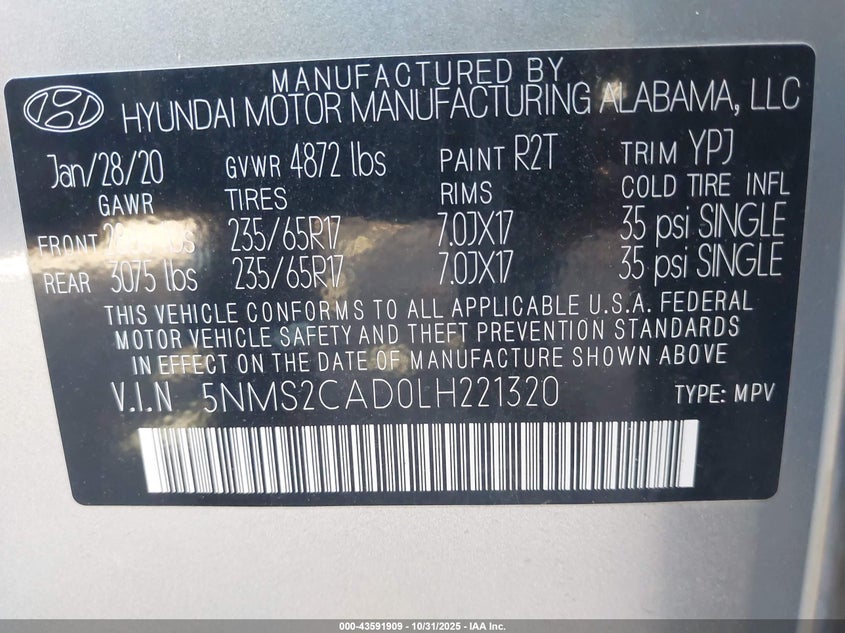 MANUFACTURED BY
HYUNDAI MOTOR MANUFACTURING ALABAMA, LLC
Jan/28/20 GVWR 4872 lbs PAINT R2T TRIM YPJ
GAWR TIRES RIMS COLD TIRE INFL
FRONT lbs 235/65R17 7.0JX17 35 psi SINGLE
REAR 3075 lbs 235/65R17 7.0JX17 35 psi SINGLE
THIS VEHICLE CONFORMS TO ALL APPLICABLE U.S.A. FEDERAL
MOTOR VEHICLE SAFETY AND THEFT PREVENTION STANDARDS
IN EFFECT ON THE DATE OF MANUFACTURE SHOWN ABOVE
V.I.N 5NMS2CAD0LH221320 TYPE: MPV
000-43591909 - 10/31/2025 - IAA Inc.